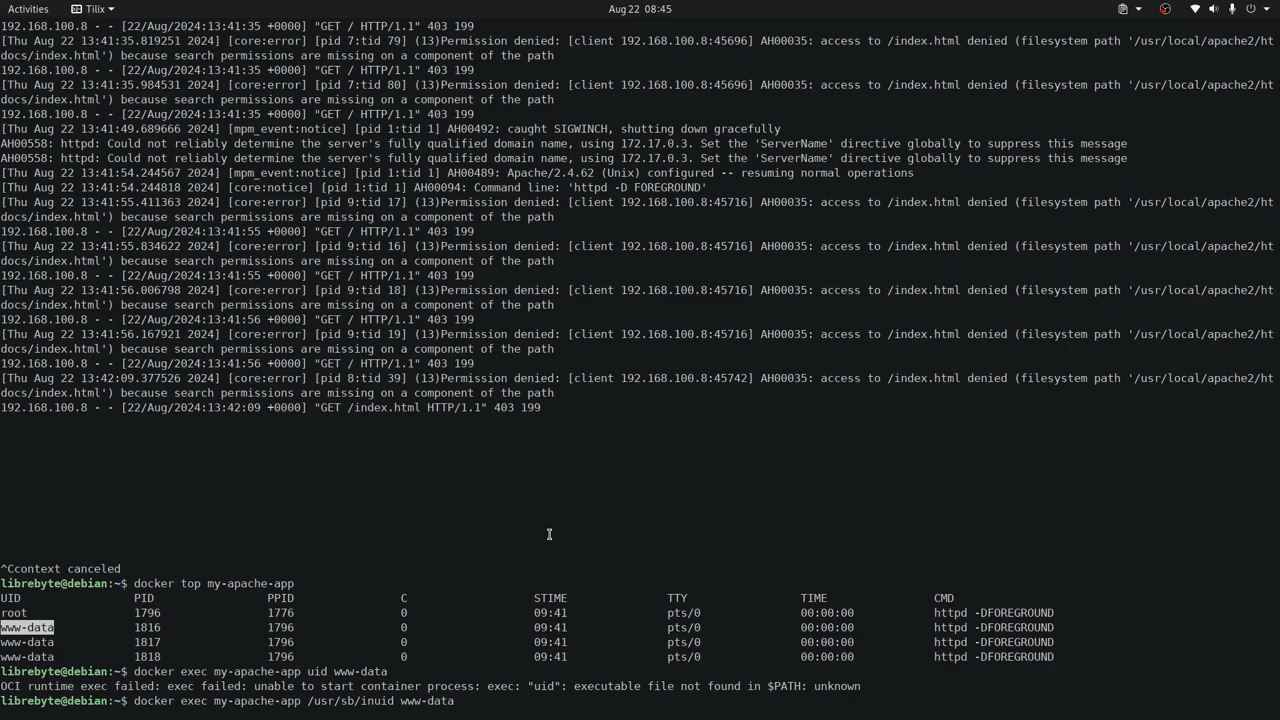 Activities
Tilix
Aug 22 08:45
192.168.100.8 - - [22/Aug/2024:13:41:35 +0000] "GET / HTTP/1.1" 403 199
[Thu Aug 22 13:41:35.819251 2024] [core:error] [pid 7:tid 79] (13)Permission denied: [client 192.168.100.8:45696] AH00035: access to /index.html denied (filesystem path '/usr/local/apache2/ht
docs/index.html') because search permissions are missing on a component of the path
192.168.100.8 - - [22/Aug/2024:13:41:35 +0000] "GET / HTTP/1.1" 403 199
[Thu Aug 22 13:41:35.984531 2024] [core:error] [pid 7:tid 80] (13)Permission denied: [client 192.168.100.8:45696] AH00035: access to /index.html denied (filesystem path '/usr/local/apache2/ht
docs/index.html') because search permissions are missing on a component of the path
192.168.100.8 - - [22/Aug/2024:13:41:35 +0000] "GET / HTTP/1.1" 403 199
[Thu Aug 22 13:41:49.689666 2024] [mpm_event:notice] [pid 1:tid 1] AH00492: caught SIGWINCH, shutting down gracefully
AH00558: httpd: Could not reliably determine the server's fully qualified domain name, using 172.17.0.3. Set the 'ServerName' directive globally to suppress this message
AH00558: httpd: Could not reliably determine the server's fully qualified domain name, using 172.17.0.3. Set the 'ServerName' directive globally to suppress this message
[Thu Aug 22 13:41:54.244567 2024] [mpm_event:notice] [pid 1:tid 1] AH00489: Apache/2.4.62 (Unix) configured -- resuming normal operations
[Thu Aug 22 13:41:54.244818 2024] [core:notice] [pid 1:tid 1] AH00094: Command line: 'httpd -D FOREGROUND'
[Thu Aug 22 13:41:55.411363 2024] [core:error] [pid 9:tid 17] (13)Permission denied: [client 192.168.100.8:45716] AH00035: access to /index.html denied (filesystem path '/usr/local/apache2/ht
docs/index.html') because search permissions are missing on a component of the path
192.168.100.8 - - [22/Aug/2024:13:41:55 +0000] "GET / HTTP/1.1" 403 199
[Thu Aug 22 13:41:55.834622 2024] [core:error] [pid 9:tid 16] (13)Permission denied: [client 192.168.100.8:45716] AH00035: access to /index.html denied (filesystem path '/usr/local/apache2/ht
docs/index.html') because search permissions are missing on a component of the path
192.168.100.8 - - [22/Aug/2024:13:41:55 +0000] "GET / HTTP/1.1" 403 199
[Thu Aug 22 13:41:56.006798 2024] [core:error] [pid 9:tid 18] (13)Permission denied: [client 192.168.100.8:45716] AH00035: access to /index.html denied (filesystem path '/usr/local/apache2/ht
docs/index.html') because search permissions are missing on a component of the path
192.168.100.8 - - [22/Aug/2024:13:41:56 +0000] "GET / HTTP/1.1" 403 199
[Thu Aug 22 13:41:56.167921 2024] [core:error] [pid 9:tid 19] (13)Permission denied: [client 192.168.100.8:45716] AH00035: access to /index.html denied (filesystem path '/usr/local/apache2/ht
docs/index.html') because search permissions are missing on a component of the path
192.168.100.8 - - [22/Aug/2024:13:41:56 +0000] "GET / HTTP/1.1" 403 199
[Thu Aug 22 13:42:09.377526 2024] [core:error] [pid 8:tid 39] (13)Permission denied: [client 192.168.100.8:45742] AH00035: access to /index.html denied (filesystem path '/usr/local/apache2/ht
docs/index.html') because search permissions are missing on a component of the path
192.168.100.8 - - [22/Aug/2024:13:42:09 +0000] "GET /index.html HTTP/1.1" 403 199
^Ccontext canceled
librebyte@debian:~$ docker top my-apache-app
UID PID PPID C STIME TTY TIME CMD
root 1796 1776 0 09:41 pts/0 00:00:00 httpd -DFOREGROUND
www-data 1816 1796 0 09:41 pts/0 00:00:00 httpd -DFOREGROUND
www-data 1817 1796 0 09:41 pts/0 00:00:00 httpd -DFOREGROUND
www-data 1818 1796 0 09:41 pts/0 00:00:00 httpd -DFOREGROUND
librebyte@debian:~$ docker exec my-apache-app uid www-data
OCI runtime exec failed: exec failed: unable to start container process: exec: "uid": executable file not found in $PATH: unknown
librebyte@debian:~$ docker exec my-apache-app /usr/sb/inuid www-data